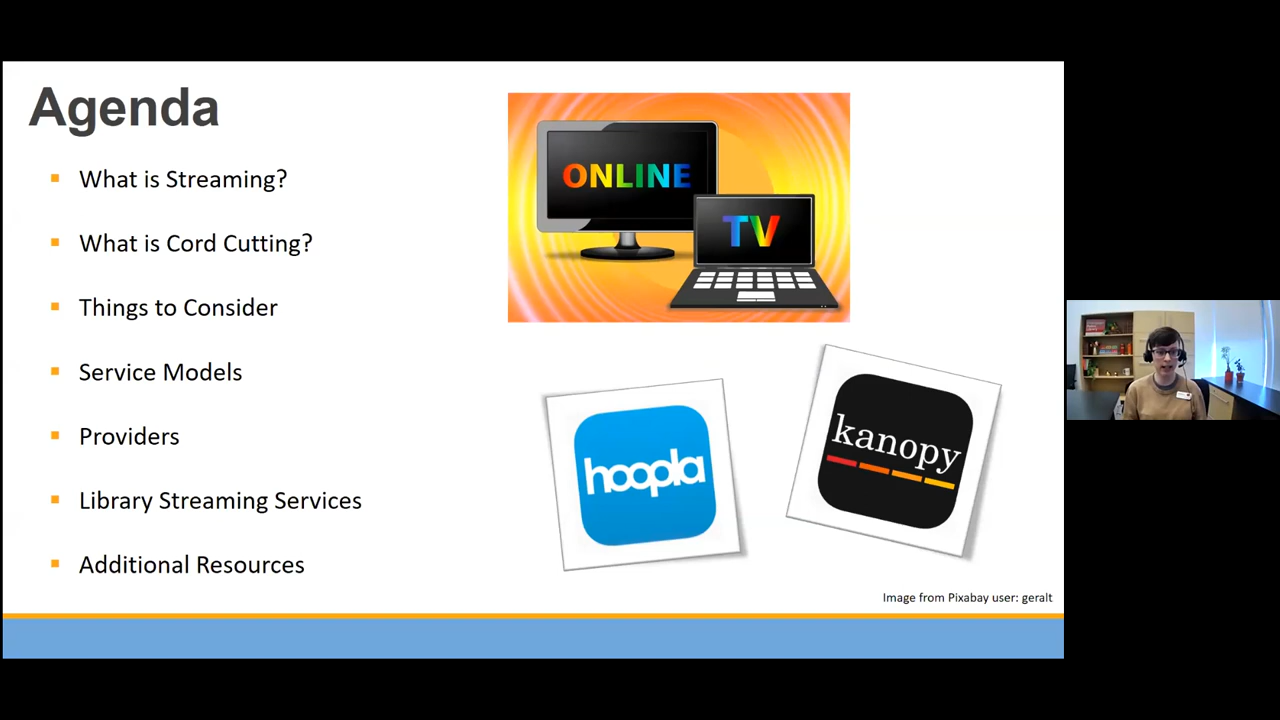 Agenda
What is Streaming?
What is Cord Cutting?
Things to Consider
Service Models
Providers
Library Streaming Services
Additional Resources
ONLINE
TV
hoopla
kanopy
Image from Pixabay user: geralt